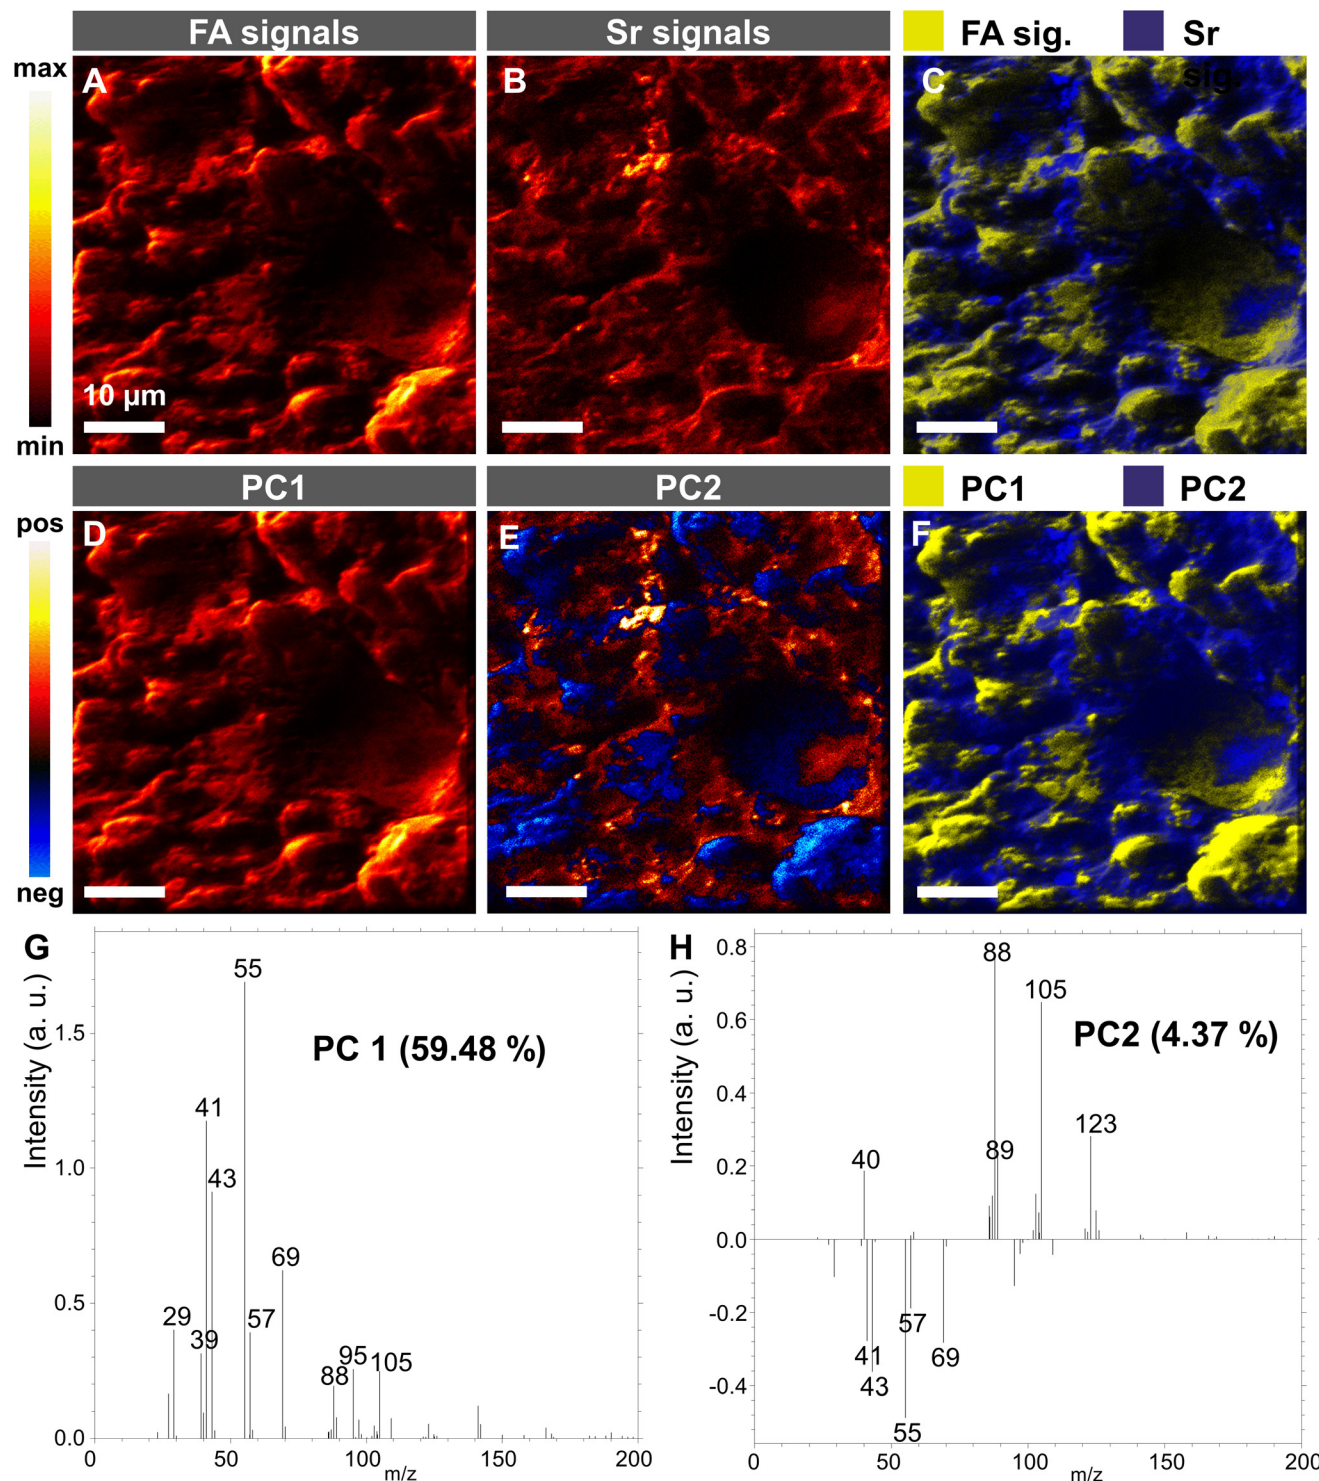 FA signals
Sr signals
FA sig.
Sr
sig.
max
A
B
C
10 µm
min
PC1
PC2
PC1
PC2
pos
D
E
F
neg
G
Intensity (a. u.)
1.5
1.0
0.5
0.0
55
41
43
69
29
39
57
88
95
105
PC 1 (59.48 %)
0
50
100
150
200
m/z
H
Intensity (a. u.)
0.8
0.6
0.4
0.2
0.0
-0.2
-0.4
88
105
PC2 (4.37 %)
123
40
89
57
41
69
43
55
0
50
100
150
200
m/z